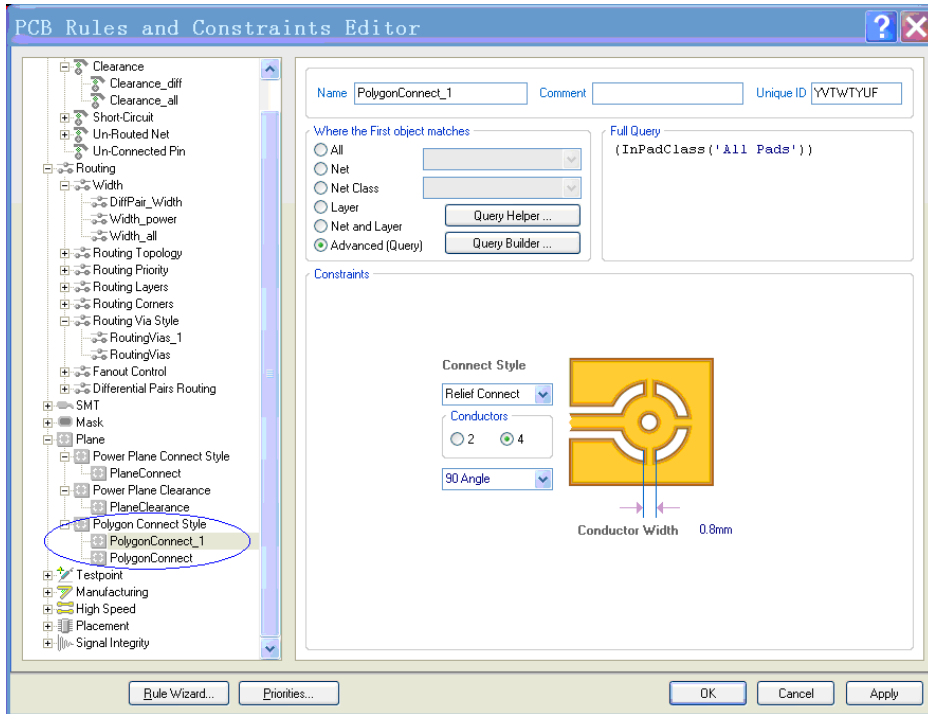 PCB Rules and Constraints Editor
Clearance
Clearance_diff
Clearance_all
Short-Circuit
Un-Routed Net
Un-Connected Pin
Routing
Width
DiffPair_Width
Width_power
Width_all
Routing Topology
Routing Priority
Routing Layers
Routing Corners
Routing Via Style
RoutingVias_1
RoutingVias
Fanout Control
Differential Pairs Routing
SMT
Mask
Plane
Power Plane Connect Style
PlaneConnect
Power Plane Clearance
PlaneClearance
Polygon Connect Style
PolygonConnect_1
PolygonConnect
Testpoint
Manufacturing
High Speed
Placement
Signal Integrity
Name PolygonConnect_1 Comment Unique ID YVTWTYUF
Where the First object matches
All
Net
Net Class
Layer
Net and Layer
Advanced (Query)
Query Helper ...
Query Builder ...
Full Query
(InPadClass('All Pads'))
Constraints
Connect Style
Relief Connect
Conductors
2 4
90 Angle
Conductor Width 0.8mm
Rule Wizard... Priorities... OK Cancel Apply